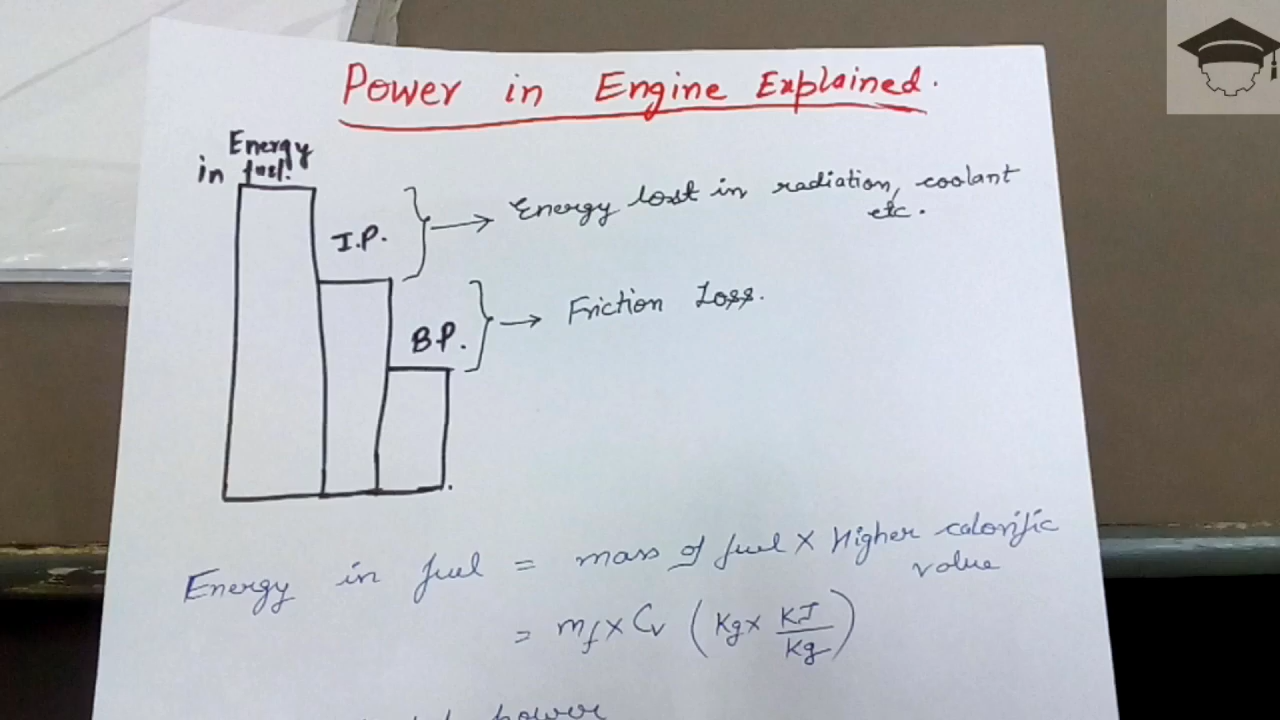 Power in Engine Explained.
Energy
in fuel.
I.P.
Energy lost in radiation, coolant
etc.
B.P.
Friction Loss.
Energy in fuel = mass of fuel × Higher calorific
value
= mf × Cv (Kg × KJ/Kg)
power